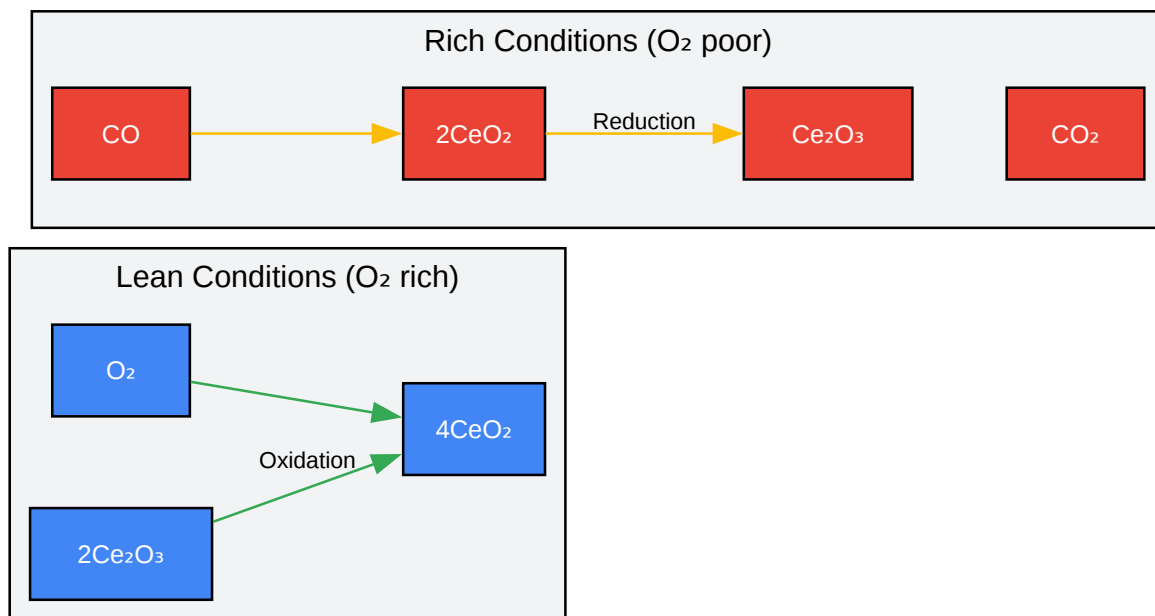 Rich Conditions (O₂ poor)
CO
2CeO₂
Reduction
Ce₂O₃
CO₂
Lean Conditions (O₂ rich)
O₂
4CeO₂
Oxidation
2Ce₂O₃